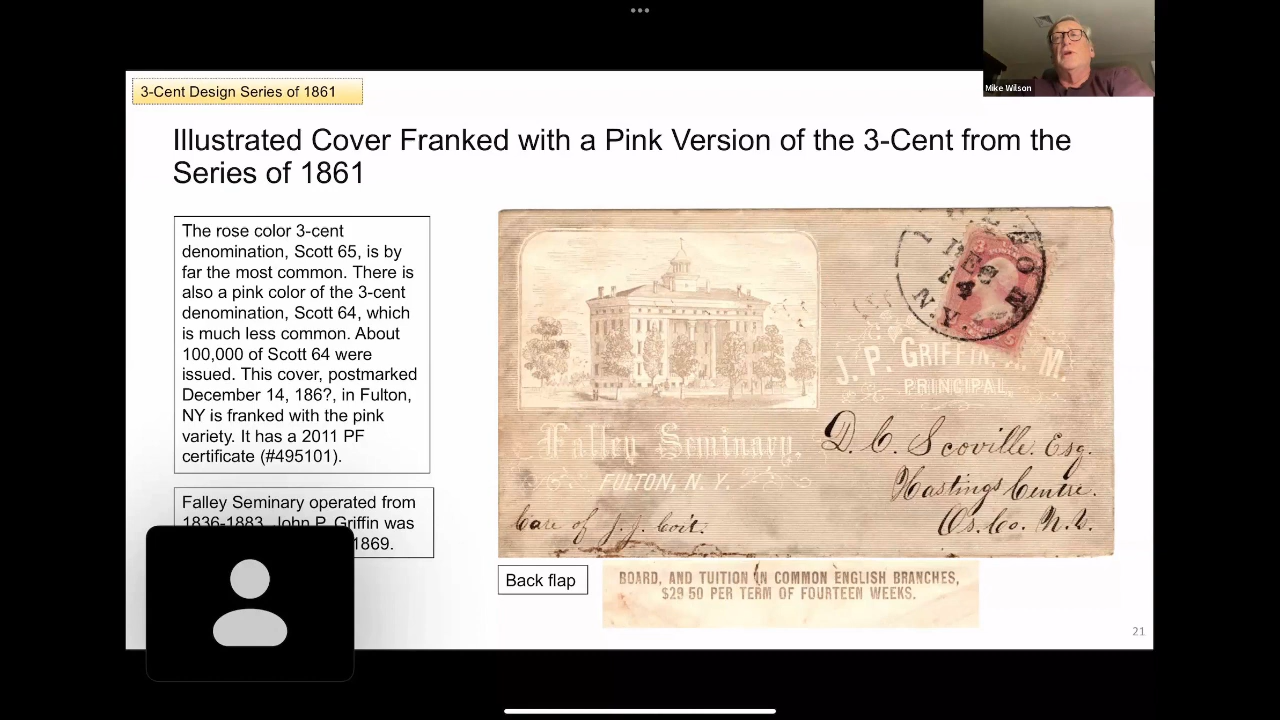 Mike Wilson
3-Cent Design Series of 1861
Illustrated Cover Franked with a Pink Version of the 3-Cent from the
Series of 1861
The rose color 3-cent
denomination, Scott 65, is by
far the most common. There is
also a pink color of the 3-cent
denomination, Scott 64, which
is much less common. About
100,000 of Scott 64 were
issued. This cover, postmarked
December 14, 186?, in Fulton,
NY is franked with the pink
variety. It has a 2011 PF
certificate (#495101).
Falley Seminary operated from
1836-1883. John P. Griffin was
1869.
N.Y.
J. P. GRIFFIN, A. M.
PRINCIPAL.
Falley Seminary,
FULTON, N. Y.
D. C. Scoville. Esq.
Hastings Centre.
Os. Co. N.Y.
Care of J. J. Coit.
Back flap
BOARD, AND TUITION IN COMMON ENGLISH BRANCHES,
$29 50 PER TERM OF FOURTEEN WEEKS.
21